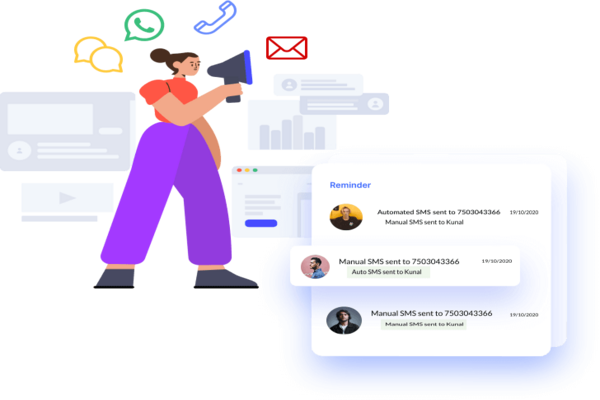 Reminder
Automated SMS sent to 7503043366 19/10/2020
Manual SMS sent to Kunal
Manual SMS sent to 7503043366 19/10/2020
Auto SMS sent to Kunal
Manual SMS sent to 7503043366 19/10/2020
Manual SMS sent to Kunal